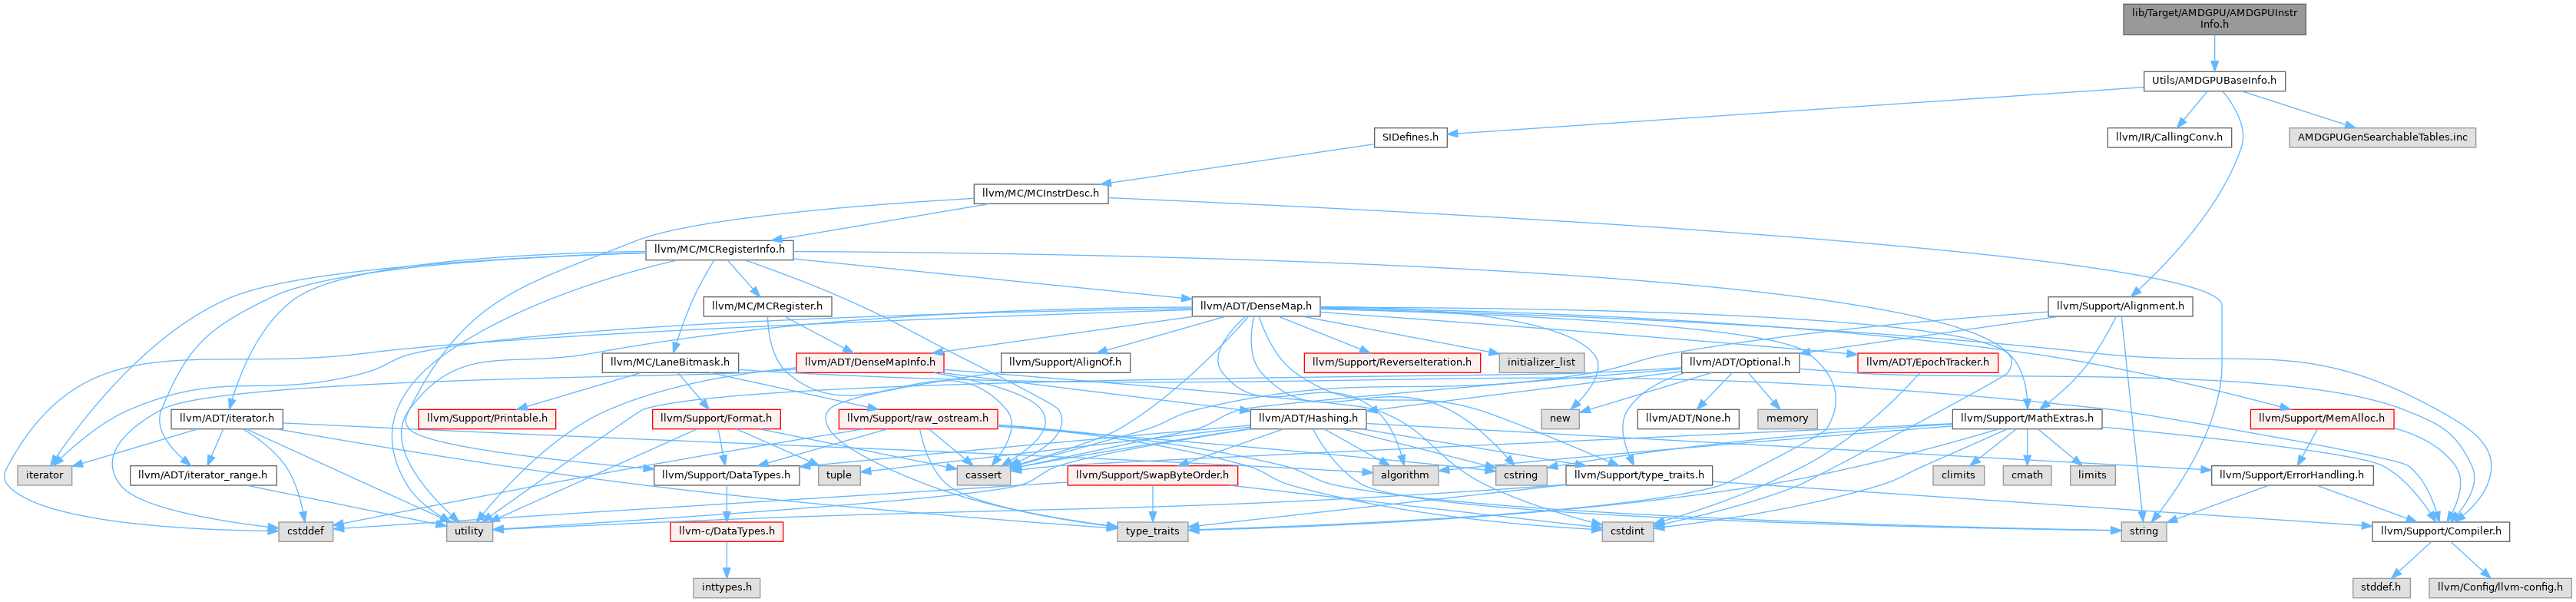 lib/Target/AMDGPU/AMDGPUInstr
Info.h
Utils/AMDGPUBaseInfo.h
SIDefines.h
llvm/IR/CallingConv.h
AMDGPUGenSearchableTables.inc
llvm/MC/MCInstrDesc.h
llvm/MC/MCRegisterInfo.h
llvm/MC/MCRegister.h
llvm/ADT/DenseMap.h
llvm/Support/Alignment.h
llvm/MC/LaneBitmask.h
llvm/ADT/DenseMapInfo.h
llvm/Support/AlignOf.h
llvm/Support/ReverseIteration.h
initializer_list
llvm/ADT/Optional.h
llvm/ADT/EpochTracker.h
llvm/ADT/iterator.h
llvm/Support/Printable.h
llvm/Support/Format.h
llvm/Support/raw_ostream.h
llvm/ADT/Hashing.h
new
llvm/ADT/None.h
memory
llvm/Support/MathExtras.h
llvm/Support/MemAlloc.h
iterator
llvm/ADT/iterator_range.h
llvm/Support/DataTypes.h
tuple
cassert
llvm/Support/SwapByteOrder.h
algorithm
cstring
llvm/Support/type_traits.h
climits
cmath
limits
llvm/Support/ErrorHandling.h
cstddef
utility
llvm-c/DataTypes.h
type_traits
cstdint
string
llvm/Support/Compiler.h
inttypes.h
stddef.h
llvm/Config/llvm-config.h